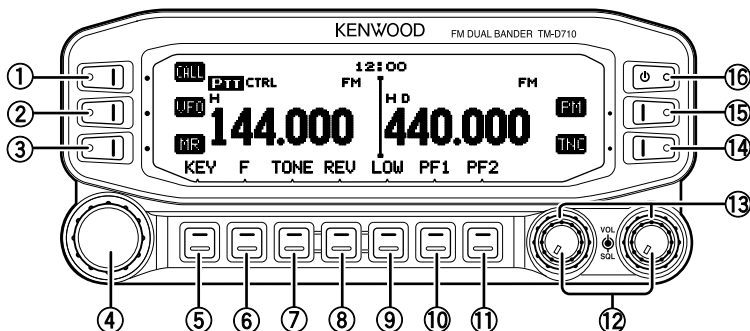 KENWOOD FM DUAL BANDER TM-D710
① CALL 12:00 ⑯
PTT CTRL FM FM
② VFO H 144.000 H D 440.000 PM ⑮
③ MR TNC ⑭
KEY F TONE REV LOW PF1 PF2
⑬
VOL
SQL
④ ⑤ ⑥ ⑦ ⑧ ⑨ ⑩ ⑪ ⑫